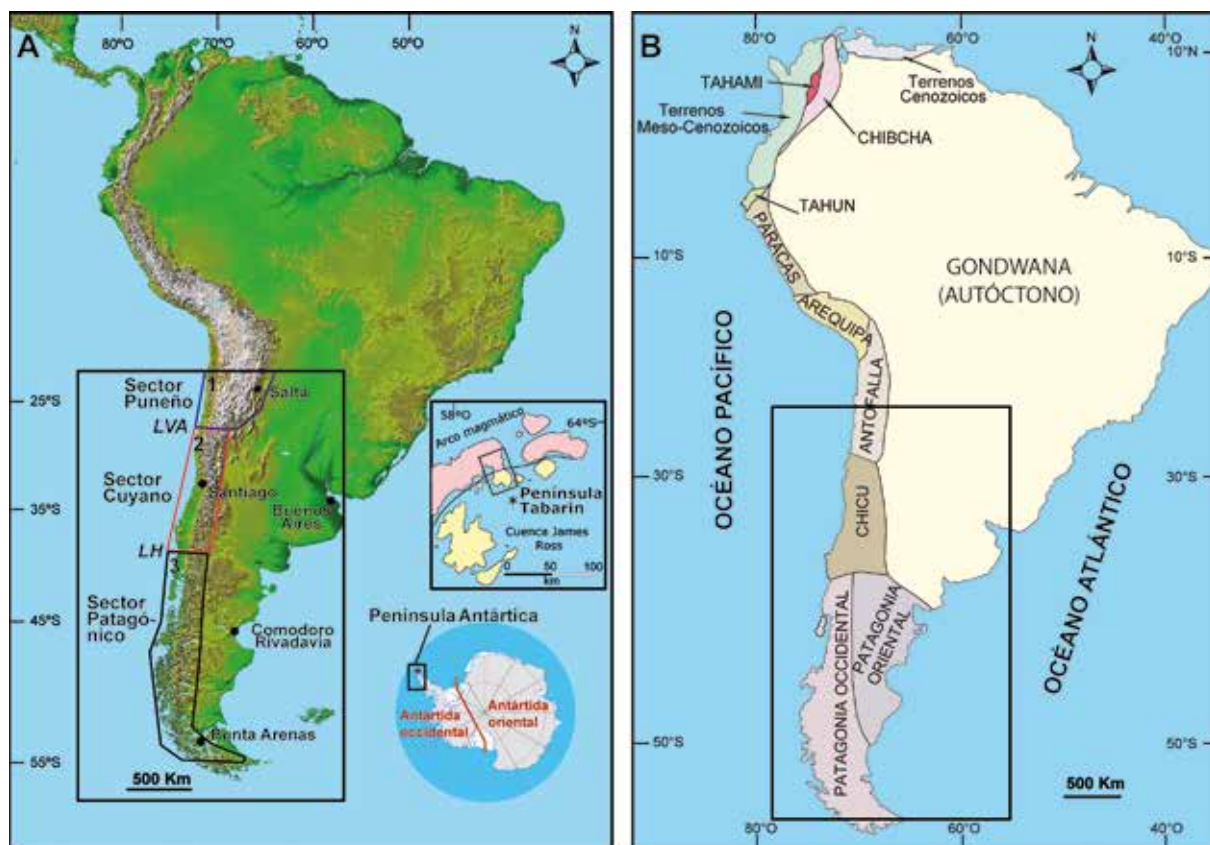 A
80ºO
70ºO
60ºO
50ºO
N
Sector
Puneño
1
Salta
25ºS
LVA
2
Sector
Cuyano
Santiago
Buenos
Aires
35ºS
LH
3
Sector
Patagó-
nico
45ºS
Comodoro
Rivadavia
Punta Arenas
55ºS
500 Km
58ºO
64ºS
Arco magmático
Península
Tabarin
Cuenca James
Ross
0 50 100
km
Península Antártica
Antártida
occidental
Antártida
oriental
B
80ºO
60ºO
N
40ºO
10ºN
TAHAMI
Terrenos
Meso-Cenozoicos
Terrenos
Cenozoicos
CHIBCHA
TAHUN
PARACAS
10ºS
10ºS
GONDWANA
(AUTÓCTONO)
AREQUIPA
ANTOFALLA
OCÉANO PACÍFICO
30ºS
30ºS
CHICU
OCÉANO ATLÁNTICO
PATAGONIA OCCIDENTAL
PATAGONIA
ORIENTAL
50ºS
50ºS
500 Km
80ºO
60ºO
40ºO